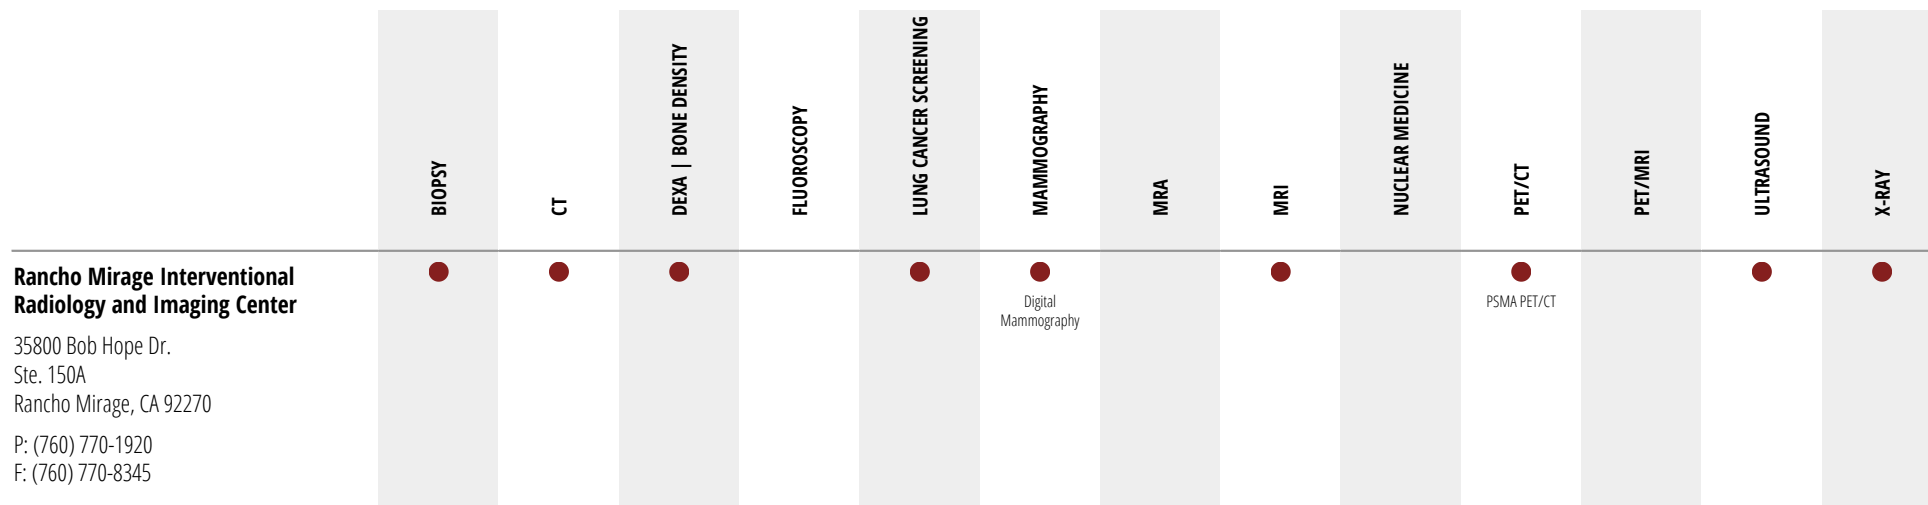 BIOPSY
CT
DEXA | BONE DENSITY
FLUOROSCOPY
LUNG CANCER SCREENING
MAMMOGRAPHY
MRA
MRI
NUCLEAR MEDICINE
PET/CT
PET/MRI
ULTRASOUND
X-RAY
Rancho Mirage Interventional
Radiology and Imaging Center
35800 Bob Hope Dr.
Ste. 150A
Rancho Mirage, CA 92270
P: (760) 770-1920
F: (760) 770-8345
Digital
Mammography
PSMA PET/CT